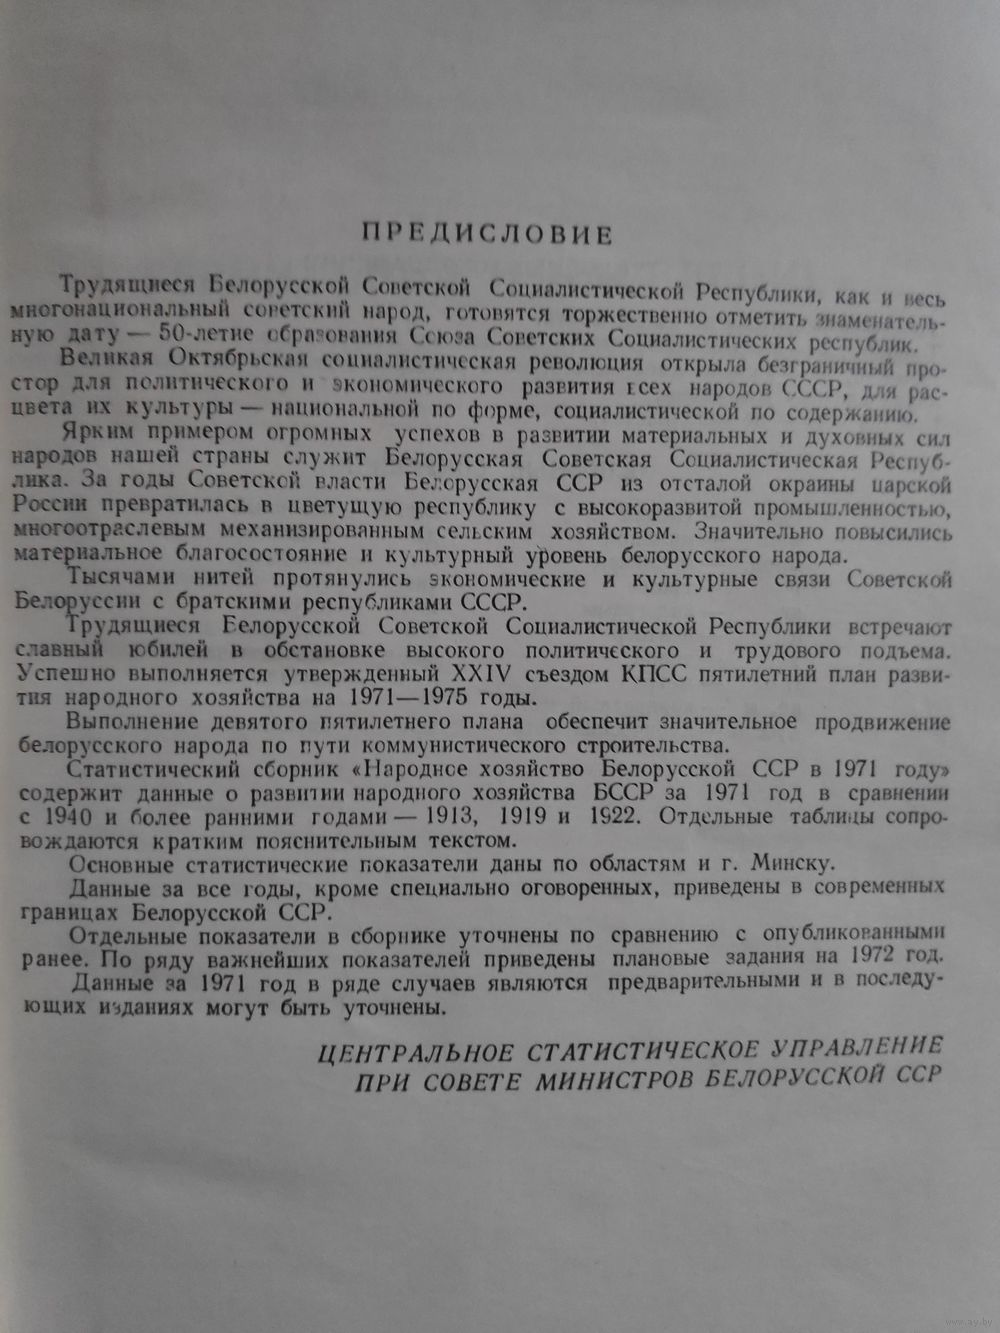 ПРЕДИСЛОВИЕ
Трудящиеся Белорусской Советской Социалистической Республики, как и весь
многонациональный советский народ, готовятся торжественно отметить знаменатель-
ную дату — 50-летие образования Союза Советских Социалистических республик.
Великая Октябрьская социалистическая революция открыла безграничный про-
стор для политического и экономического развития всех народов СССР, для рас-
цвета их культуры — национальной по форме, социалистической по содержанию.
Ярким примером огромных успехов в развитии материальных и духовных сил
народов нашей страны служит Белорусская Советская Социалистическая Респуб-
лика. За годы Советской власти Белорусская ССР из отсталой окраины царской
России превратилась в цветущую республику с высокоразвитой промышленностью,
многоотраслевым механизированным сельским хозяйством. Значительно повысились
материальное благосостояние и культурный уровень белорусского народа.
Тысячами нитей протянулись экономические и культурные связи Советской
Белоруссии с братскими республиками СССР.
Трудящиеся Белорусской Советской Социалистической Республики встречают
славный юбилей в обстановке высокого политического и трудового подъема.
Успешно выполняется утвержденный XXIV съездом КПСС пятилетний план разви-
тия народного хозяйства на 1971—1975 годы.
Выполнение девятого пятилетнего плана обеспечит значительное продвижение
белорусского народа по пути коммунистического строительства.
Статистический сборник «Народное хозяйство Белорусской ССР в 1971 году»
содержит данные о развитии народного хозяйства БССР за 1971 год в сравнении
с 1940 и более ранними годами — 1913, 1919 и 1922. Отдельные таблицы сопро-
вождаются кратким пояснительным текстом.
Основные статистические показатели даны по областям и г. Минску.
Данные за все годы, кроме специально оговоренных, приведены в современных
границах Белорусской ССР.
Отдельные показатели в сборнике уточнены по сравнению с опубликованными
ранее. По ряду важнейших показателей приведены плановые задания на 1972 год.
Данные за 1971 год в ряде случаев являются предварительными и в последу-
ющих изданиях могут быть уточнены.
ЦЕНТРАЛЬНОЕ СТАТИСТИЧЕСКОЕ УПРАВЛЕНИЕ
ПРИ СОВЕТЕ МИНИСТРОВ БЕЛОРУССКОЙ ССР
www.ay.by